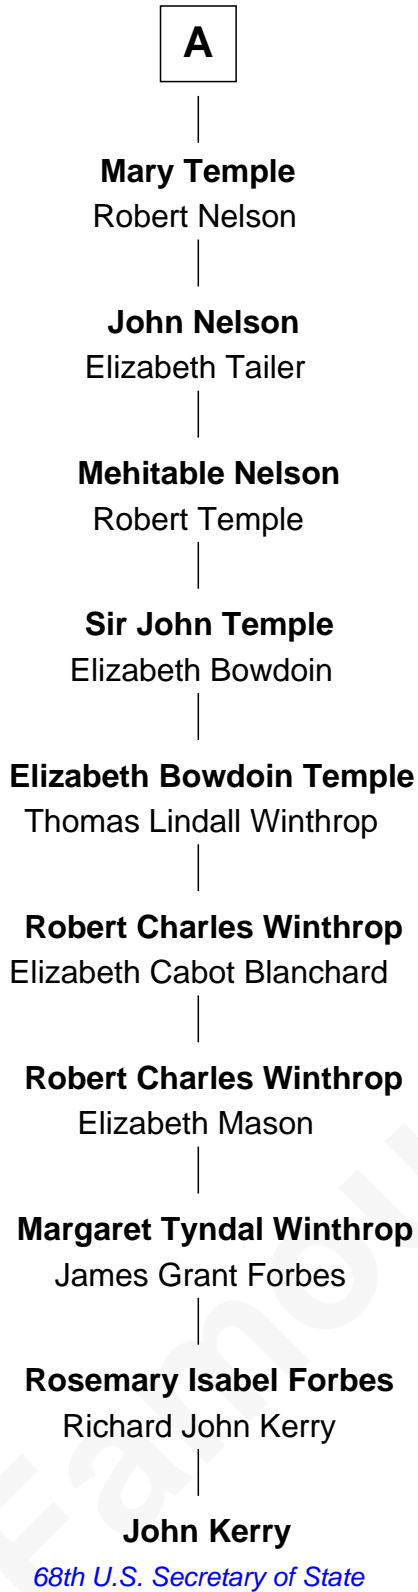 A
Mary Temple
Robert Nelson
John Nelson
Elizabeth Tailer
Mehitable Nelson
Robert Temple
Sir John Temple
Elizabeth Bowdoin
Elizabeth Bowdoin Temple
Thomas Lindall Winthrop
Robert Charles Winthrop
Elizabeth Cabot Blanchard
Robert Charles Winthrop
Elizabeth Mason
Margaret Tyndal Winthrop
James Grant Forbes
Rosemary Isabel Forbes
Richard John Kerry
John Kerry
68th U.S. Secretary of State